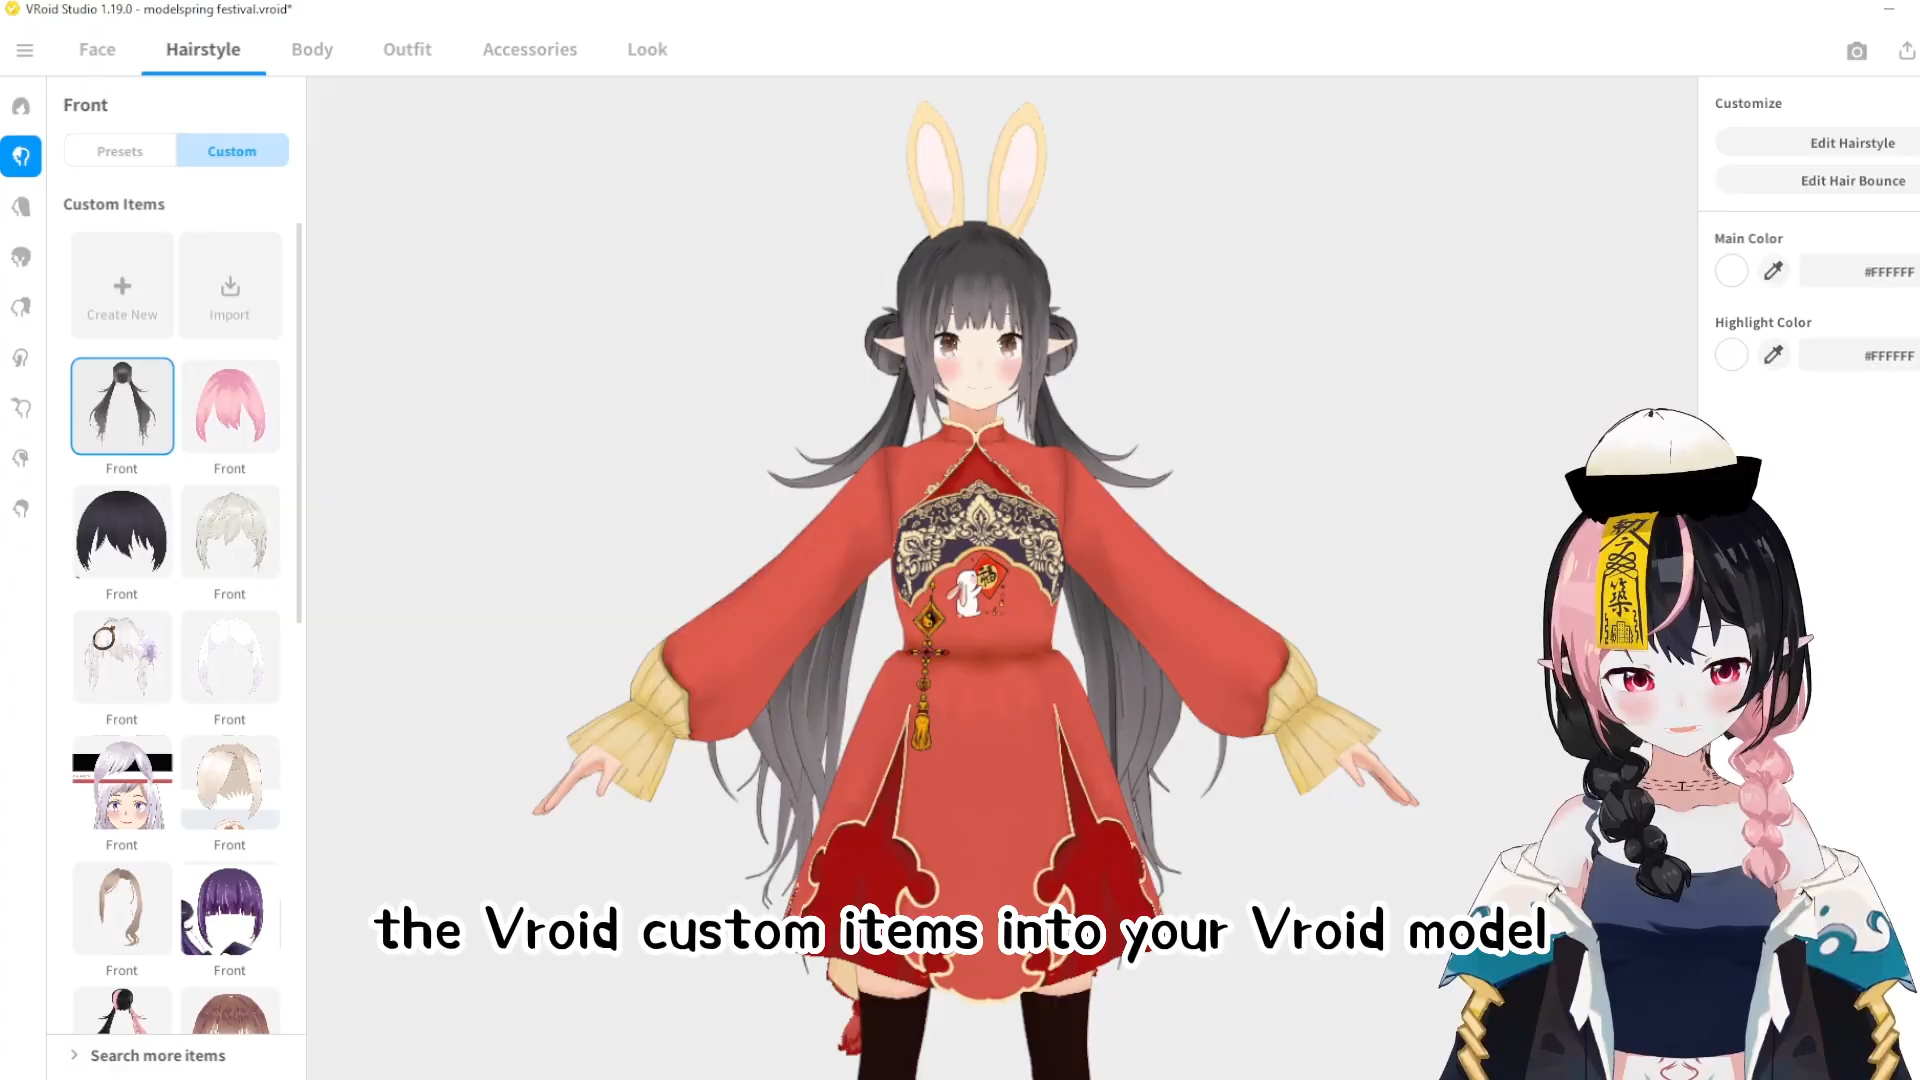 VRoid Studio 1.19.0 - modelspring festival.vroid*
Face Hairstyle Body Outfit Accessories Look
Front
Presets Custom
Custom Items
Create New Import
Front Front
Front Front
Front Front
Front Front
Front Front
Search more items
Customize
Edit Hairstyle
Edit Hair Bounce
Main Color
#FFFFFF
Highlight Color
#FFFFFF
the Vroid custom items into your Vroid model